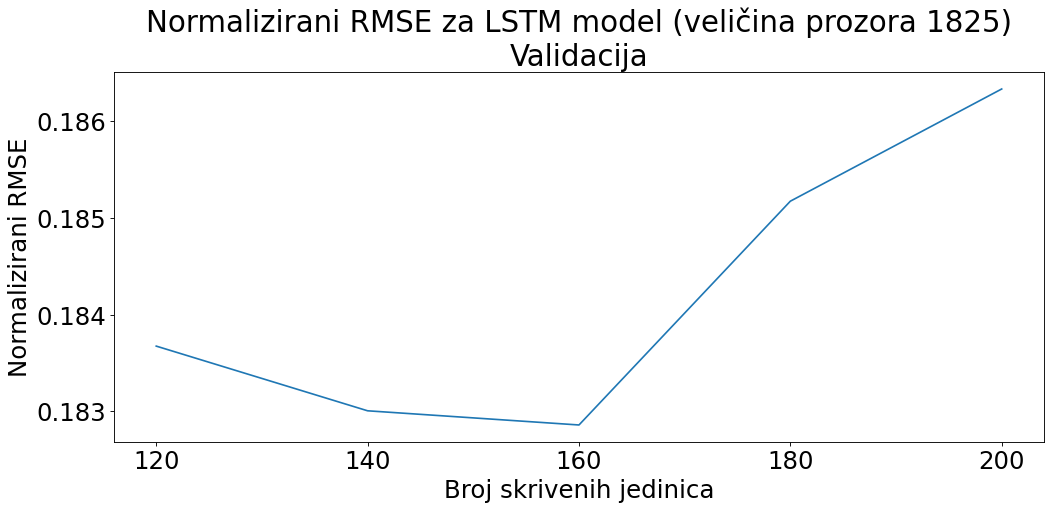 Normalizirani RMSE za LSTM model (veličina prozora 1825)
Validacija
Normalizirani RMSE
0.186
0.185
0.184
0.183
120 140 160 180 200
Broj skrivenih jedinica